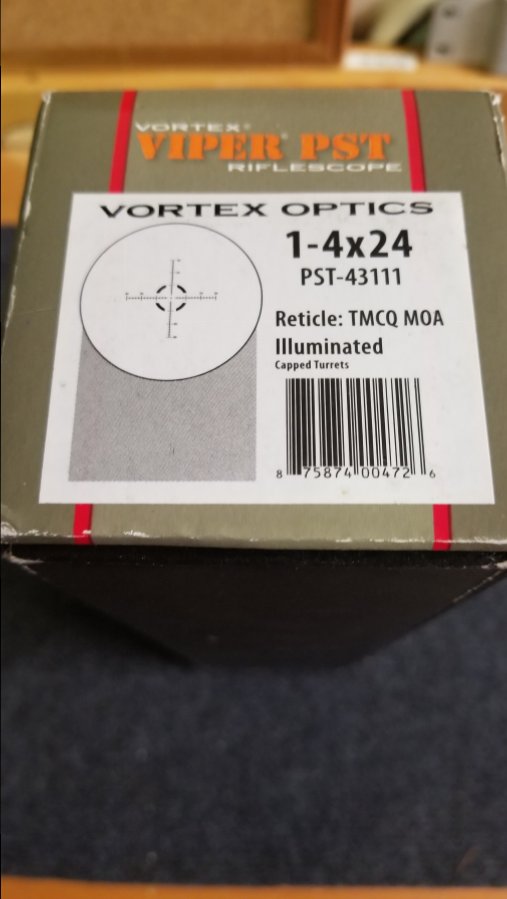 VORTEX®
VIPER® PST
RIFLESCOPE
VORTEX OPTICS
1-4x24
PST-43111
Reticle: TMCQ MOA
Illuminated
Capped Turrets
8 75874 00472 6